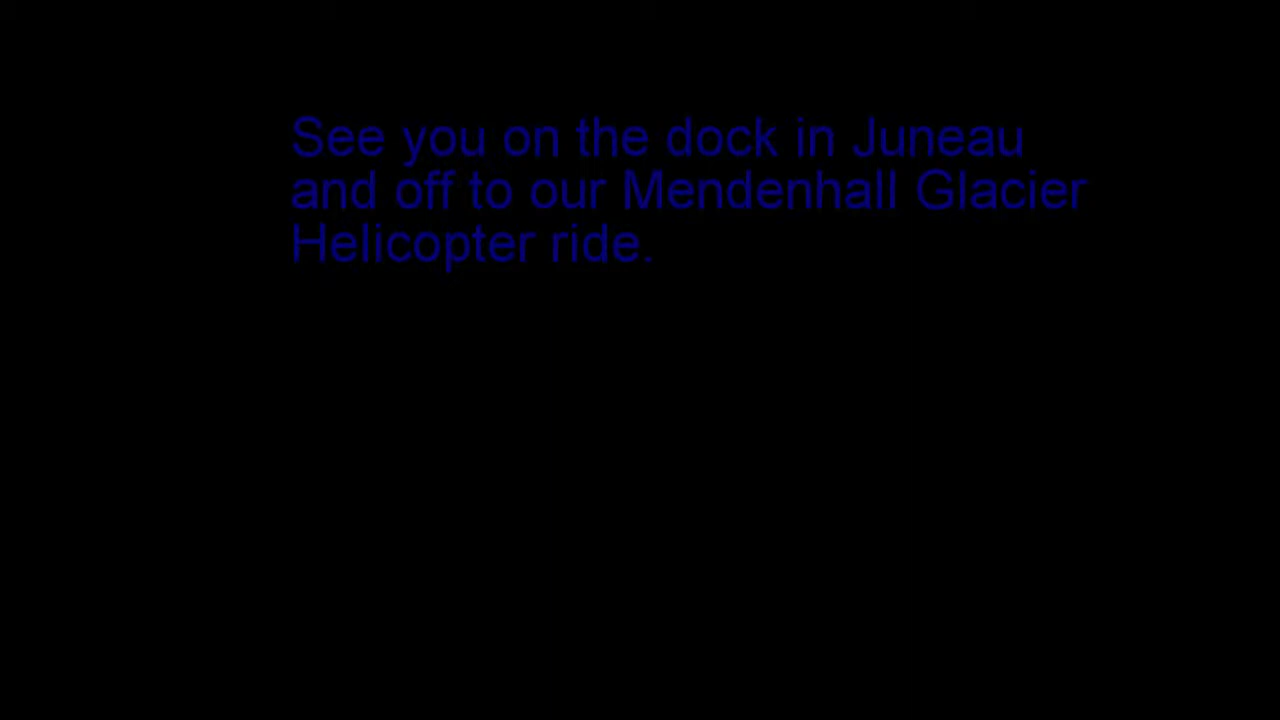 See you on the dock in Juneau
and off to our Mendenhall Glacier
Helicopter ride.